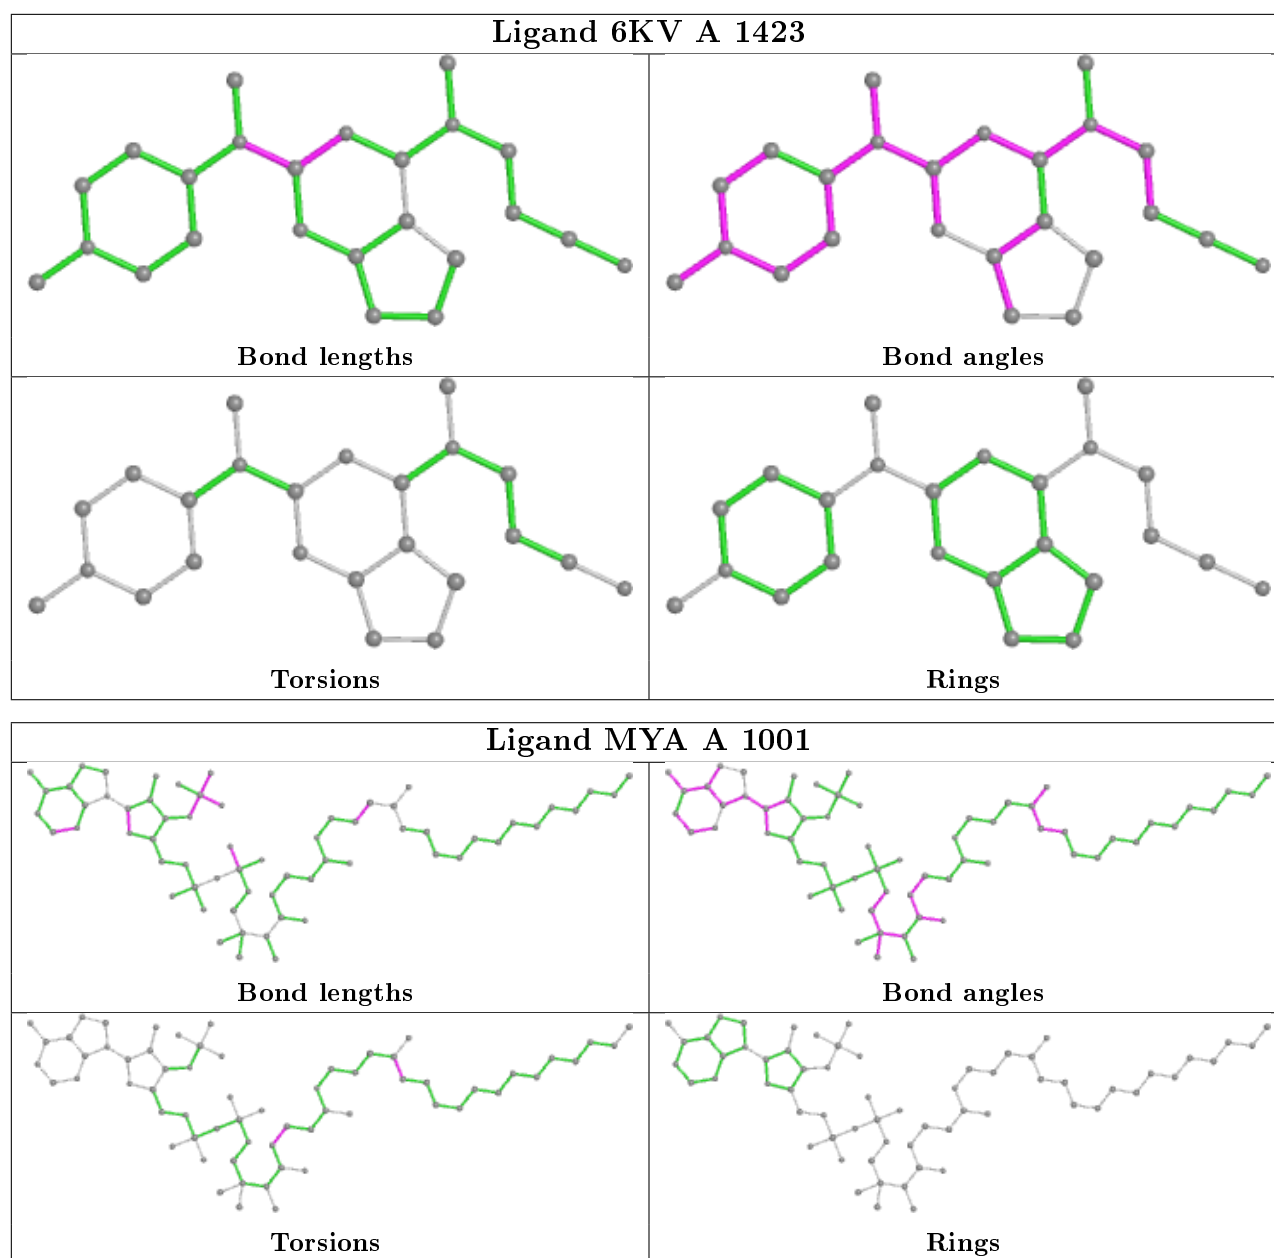 Ligand 6KV A 1423
Bond lengths
Bond angles
Torsions
Rings
Ligand MYA A 1001
Bond lengths
Bond angles
Torsions
Rings